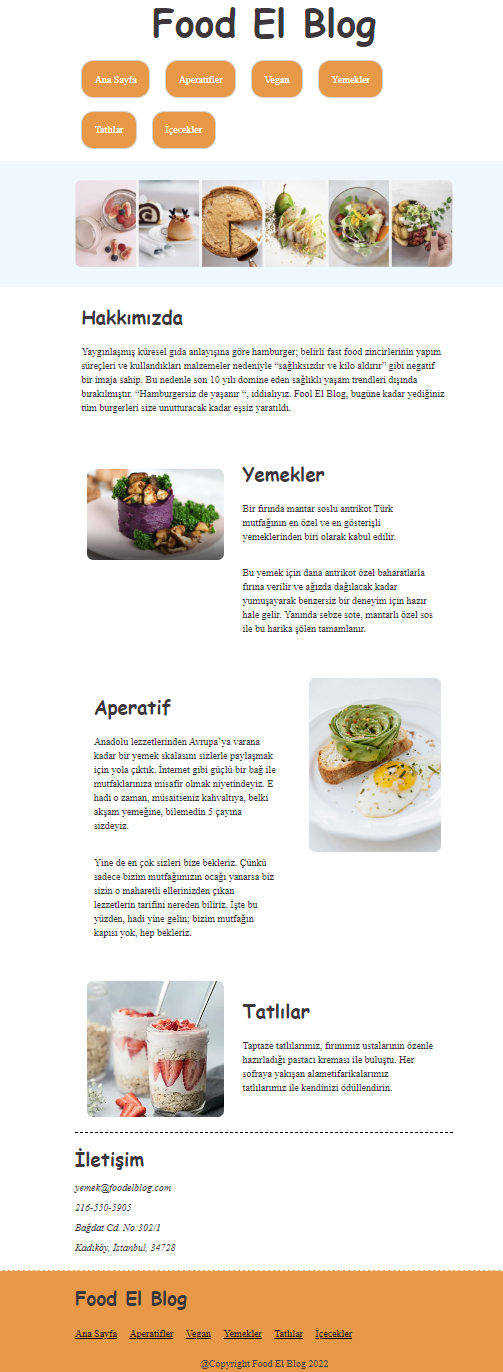 Food El Blog
Ana Sayfa
Aperatifler
Vegan
Yemekler
Tatlılar
İçecekler
Hakkımızda
Yaygınlaşmış küresel gıda anlayışına göre hamburger; belirli fast food zincirlerinin yapım
süreçleri ve kullandıkları malzemeler nedeniyle “sağlıksızdır ve kilo aldırır” gibi negatif
bir imaja sahip. Bu nedenle son 10 yılı domine eden sağlıklı yaşam trendleri dışında
bırakılmıştır. “Hamburgersiz de yaşanır “, iddialıyız. Fool El Blog, bugüne kadar yediğiniz
tüm burgerleri size unutturacak kadar eşsiz yaratıldı.
Yemekler
Bir fırında mantar soslu antrikot Türk
mutfağının en özel ve en gösterişli
yemeklerinden biri olarak kabul edilir.
Bu yemek için dana antrikot özel baharatlarla
fırına verilir ve ağızda dağılacak kadar
yumuşayarak benzersiz bir deneyim için hazır
hale gelir. Yanında sebze sote, mantarlı özel sos
ile bu harika şölen tamamlanır.
Aperatif
Anadolu lezzetlerinden Avrupa’ya varana
kadar bir yemek skalasını sizlerle paylaşmak
için yola çıktık. İnternet gibi güçlü bir bağ ile
mutfaklarınıza misafir olmak niyetindeyiz. E
hadi o zaman, müsaitseniz kahvaltıya, belki
akşam yemeğine, bilemedin 5 çayına
sizdeyiz.
Yine de en çok sizleri bize bekleriz. Çünkü
sadece bizim mutfağımızın ocağı yanarsa biz
sizin o maharetli ellerinizden çıkan
lezzetlerin tarifini nereden biliriz. İşte bu
yüzden, hadi yine gelin; bizim mutfağın
kapısı yok, hep bekleriz.
Tatlılar
Taptaze tatlılarımız, fırınımız ustalarının özenle
hazırladığı pastacı kreması ile buluştu. Her
sofraya yakışan alametifarikalarımız
tatlılarımız ile kendinizi ödüllendirin.
İletişim
yemek@foodelblog.com
216-550-5905
Bağdat Cd. No:302/1
Kadıköy, İstanbul, 34728
Food El Blog
Ana Sayfa Aperatifler Vegan Yemekler Tatlılar İçecekler
@Copyright Food El Blog 2022